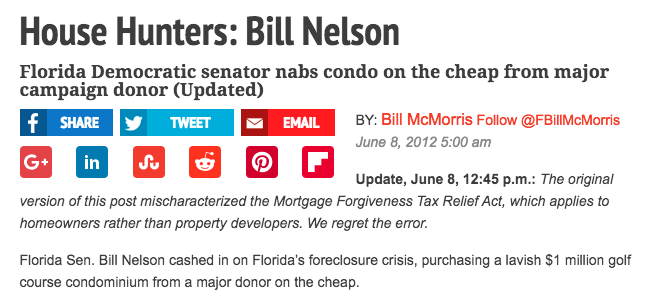 House Hunters: Bill Nelson
Florida Democratic senator nabs condo on the cheap from major
campaign donor (Updated)
f SHARE TWEET EMAIL
G+ in
BY: Bill McMorris Follow @FBillMcMorris
June 8, 2012 5:00 am
Update, June 8, 12:45 p.m.: The original
version of this post mischaracterized the Mortgage Forgiveness Tax Relief Act, which applies to
homeowners rather than property developers. We regret the error.
Florida Sen. Bill Nelson cashed in on Florida's foreclosure crisis, purchasing a lavish $1 million golf
course condominium from a major donor on the cheap.